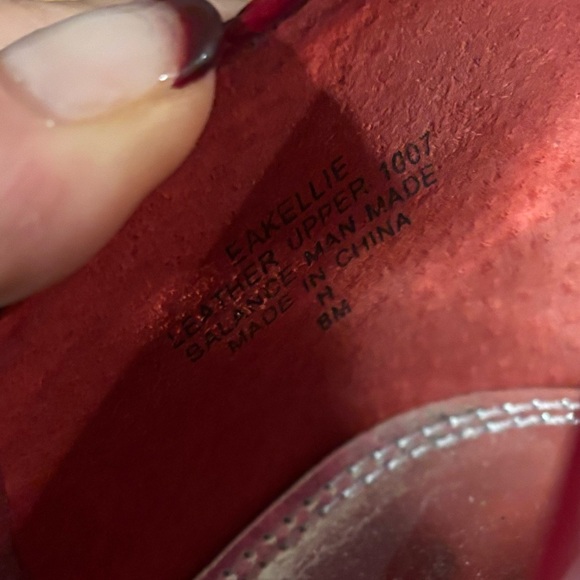 EAKELLIE
LEATHER UPPER 1007
BALANCE MAN MADE
MADE IN CHINA
H
8M